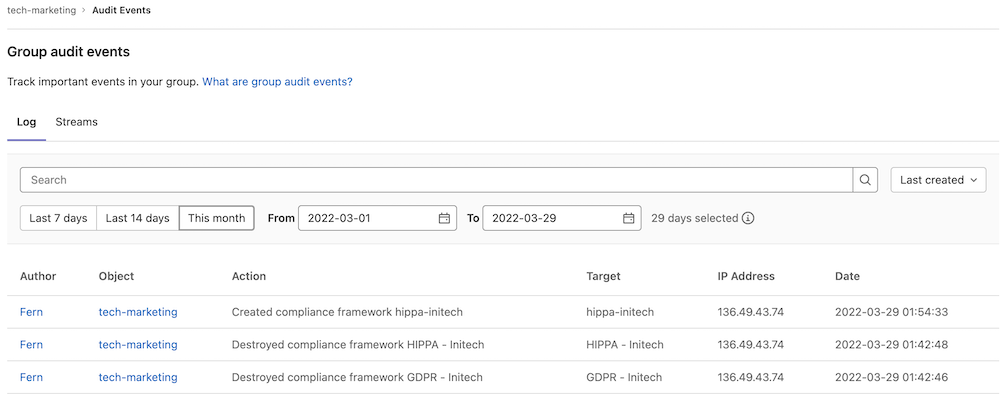 tech-marketing > Audit Events
Group audit events
Track important events in your group. What are group audit events?
Log Streams
Search Last created
Last 7 days Last 14 days This month From 2022-03-01 To 2022-03-29 29 days selected
Author Object Action Target IP Address Date
Fern tech-marketing Created compliance framework hippa-initech hippa-initech 136.49.43.74 2022-03-29 01:54:33
Fern tech-marketing Destroyed compliance framework HIPPA - Initech HIPPA - Initech 136.49.43.74 2022-03-29 01:42:48
Fern tech-marketing Destroyed compliance framework GDPR - Initech GDPR - Initech 136.49.43.74 2022-03-29 01:42:46